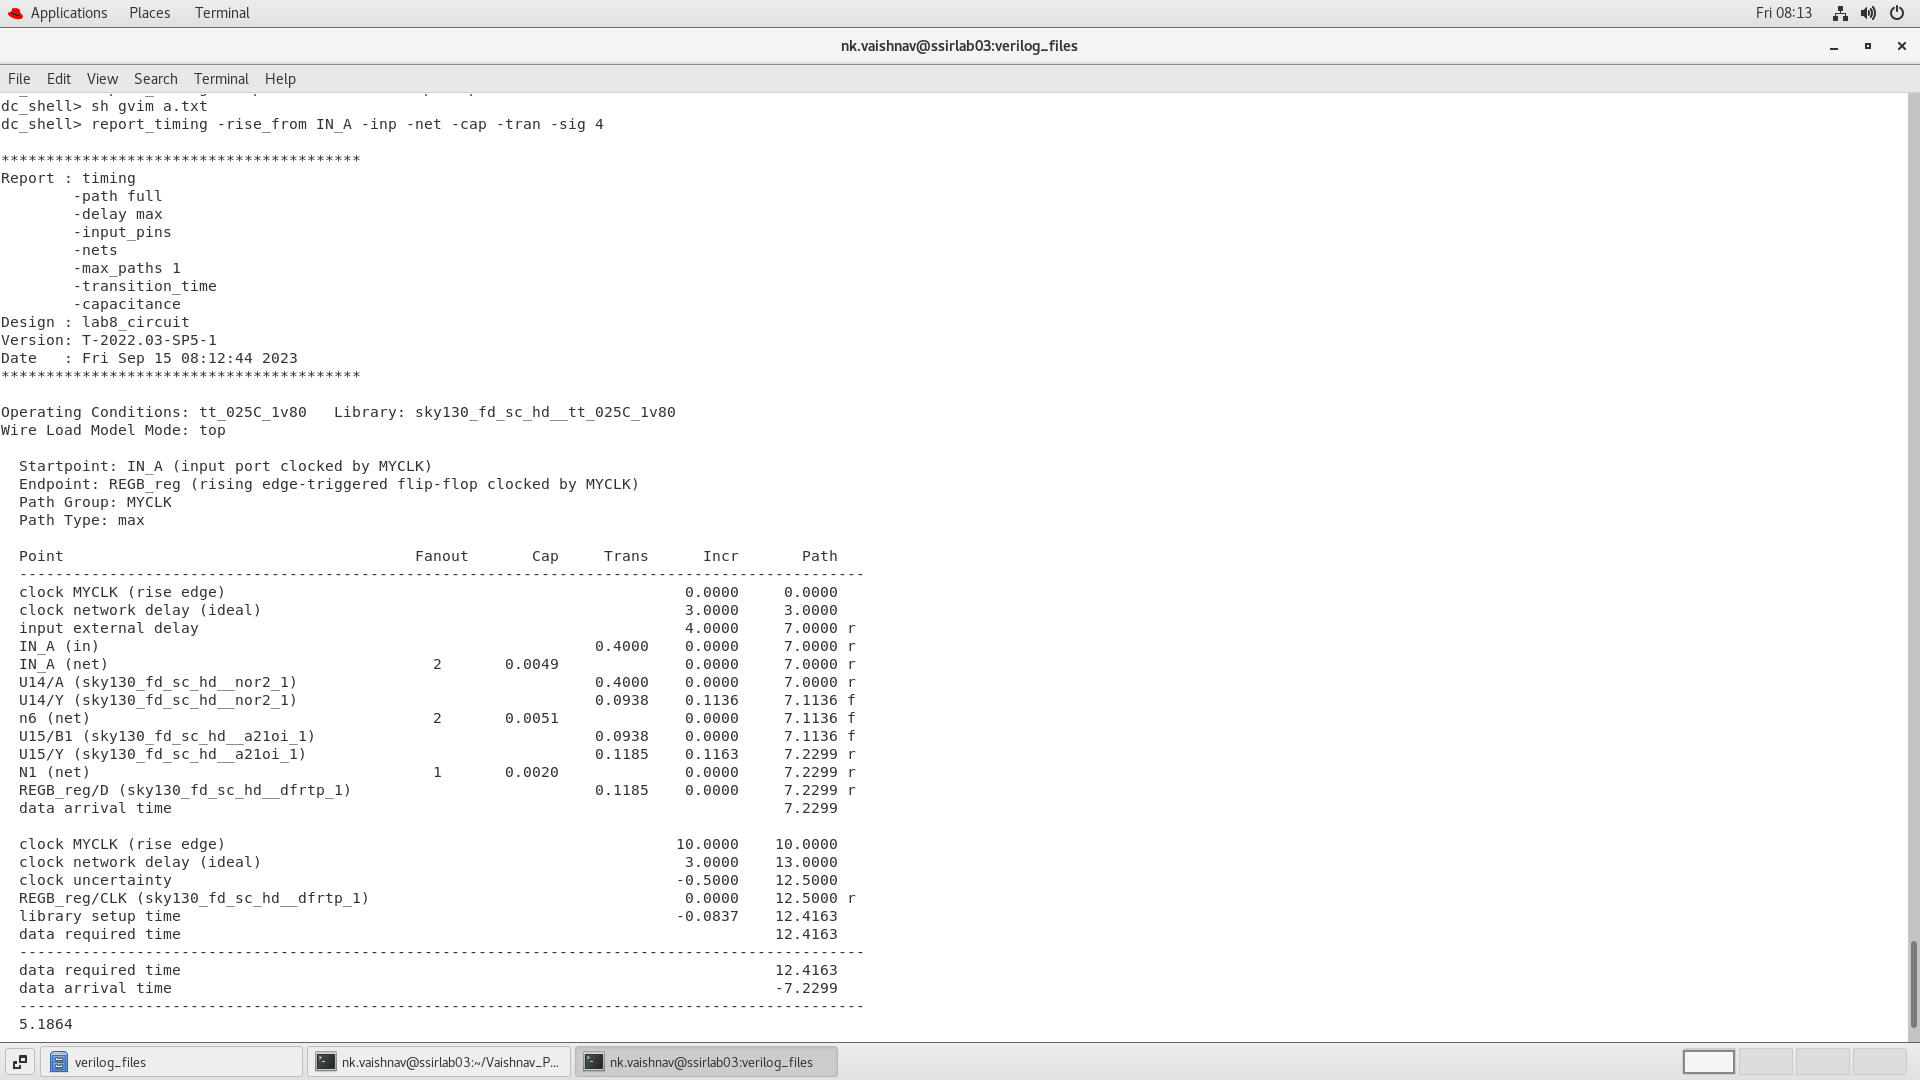 Applications Places Terminal Fri 08:13
nk.vaishnav@ssirlab03:verilog_files
File Edit View Search Terminal Help
dc_shell> sh gvim a.txt
dc_shell> report_timing -rise_from IN_A -inp -net -cap -tran -sig 4
****************************************
Report : timing
-path full
-delay max
-input_pins
-nets
-max_paths 1
-transition_time
-capacitance
Design : lab8_circuit
Version: T-2022.03-SP5-1
Date : Fri Sep 15 08:12:44 2023
****************************************
Operating Conditions: tt_025C_1v80 Library: sky130_fd_sc_hd__tt_025C_1v80
Wire Load Model Mode: top
Startpoint: IN_A (input port clocked by MYCLK)
Endpoint: REGB_reg (rising edge-triggered flip-flop clocked by MYCLK)
Path Group: MYCLK
Path Type: max
Point Fanout Cap Trans Incr Path
----------------------------------------------------------------------------------------------
clock MYCLK (rise edge) 0.0000 0.0000
clock network delay (ideal) 3.0000 3.0000
input external delay 4.0000 7.0000 r
IN_A (in) 0.4000 0.0000 7.0000 r
IN_A (net) 2 0.0049 0.0000 7.0000 r
U14/A (sky130_fd_sc_hd__nor2_1) 0.4000 0.0000 7.0000 r
U14/Y (sky130_fd_sc_hd__nor2_1) 0.0938 0.1136 7.1136 f
n6 (net) 2 0.0051 0.0000 7.1136 f
U15/B1 (sky130_fd_sc_hd__a21oi_1) 0.0938 0.0000 7.1136 f
U15/Y (sky130_fd_sc_hd__a21oi_1) 0.1185 0.1163 7.2299 r
N1 (net) 1 0.0020 0.0000 7.2299 r
REGB_reg/D (sky130_fd_sc_hd__dfrtp_1) 0.1185 0.0000 7.2299 r
data arrival time 7.2299
clock MYCLK (rise edge) 10.0000 10.0000
clock network delay (ideal) 3.0000 13.0000
clock uncertainty -0.5000 12.5000
REGB_reg/CLK (sky130_fd_sc_hd__dfrtp_1) 0.0000 12.5000 r
library setup time -0.0837 12.4163
data required time 12.4163
----------------------------------------------------------------------------------------------
data required time 12.4163
data arrival time -7.2299
----------------------------------------------------------------------------------------------
5.1864
verilog_files nk.vaishnav@ssirlab03:~/Vaishnav_P... nk.vaishnav@ssirlab03:verilog_files